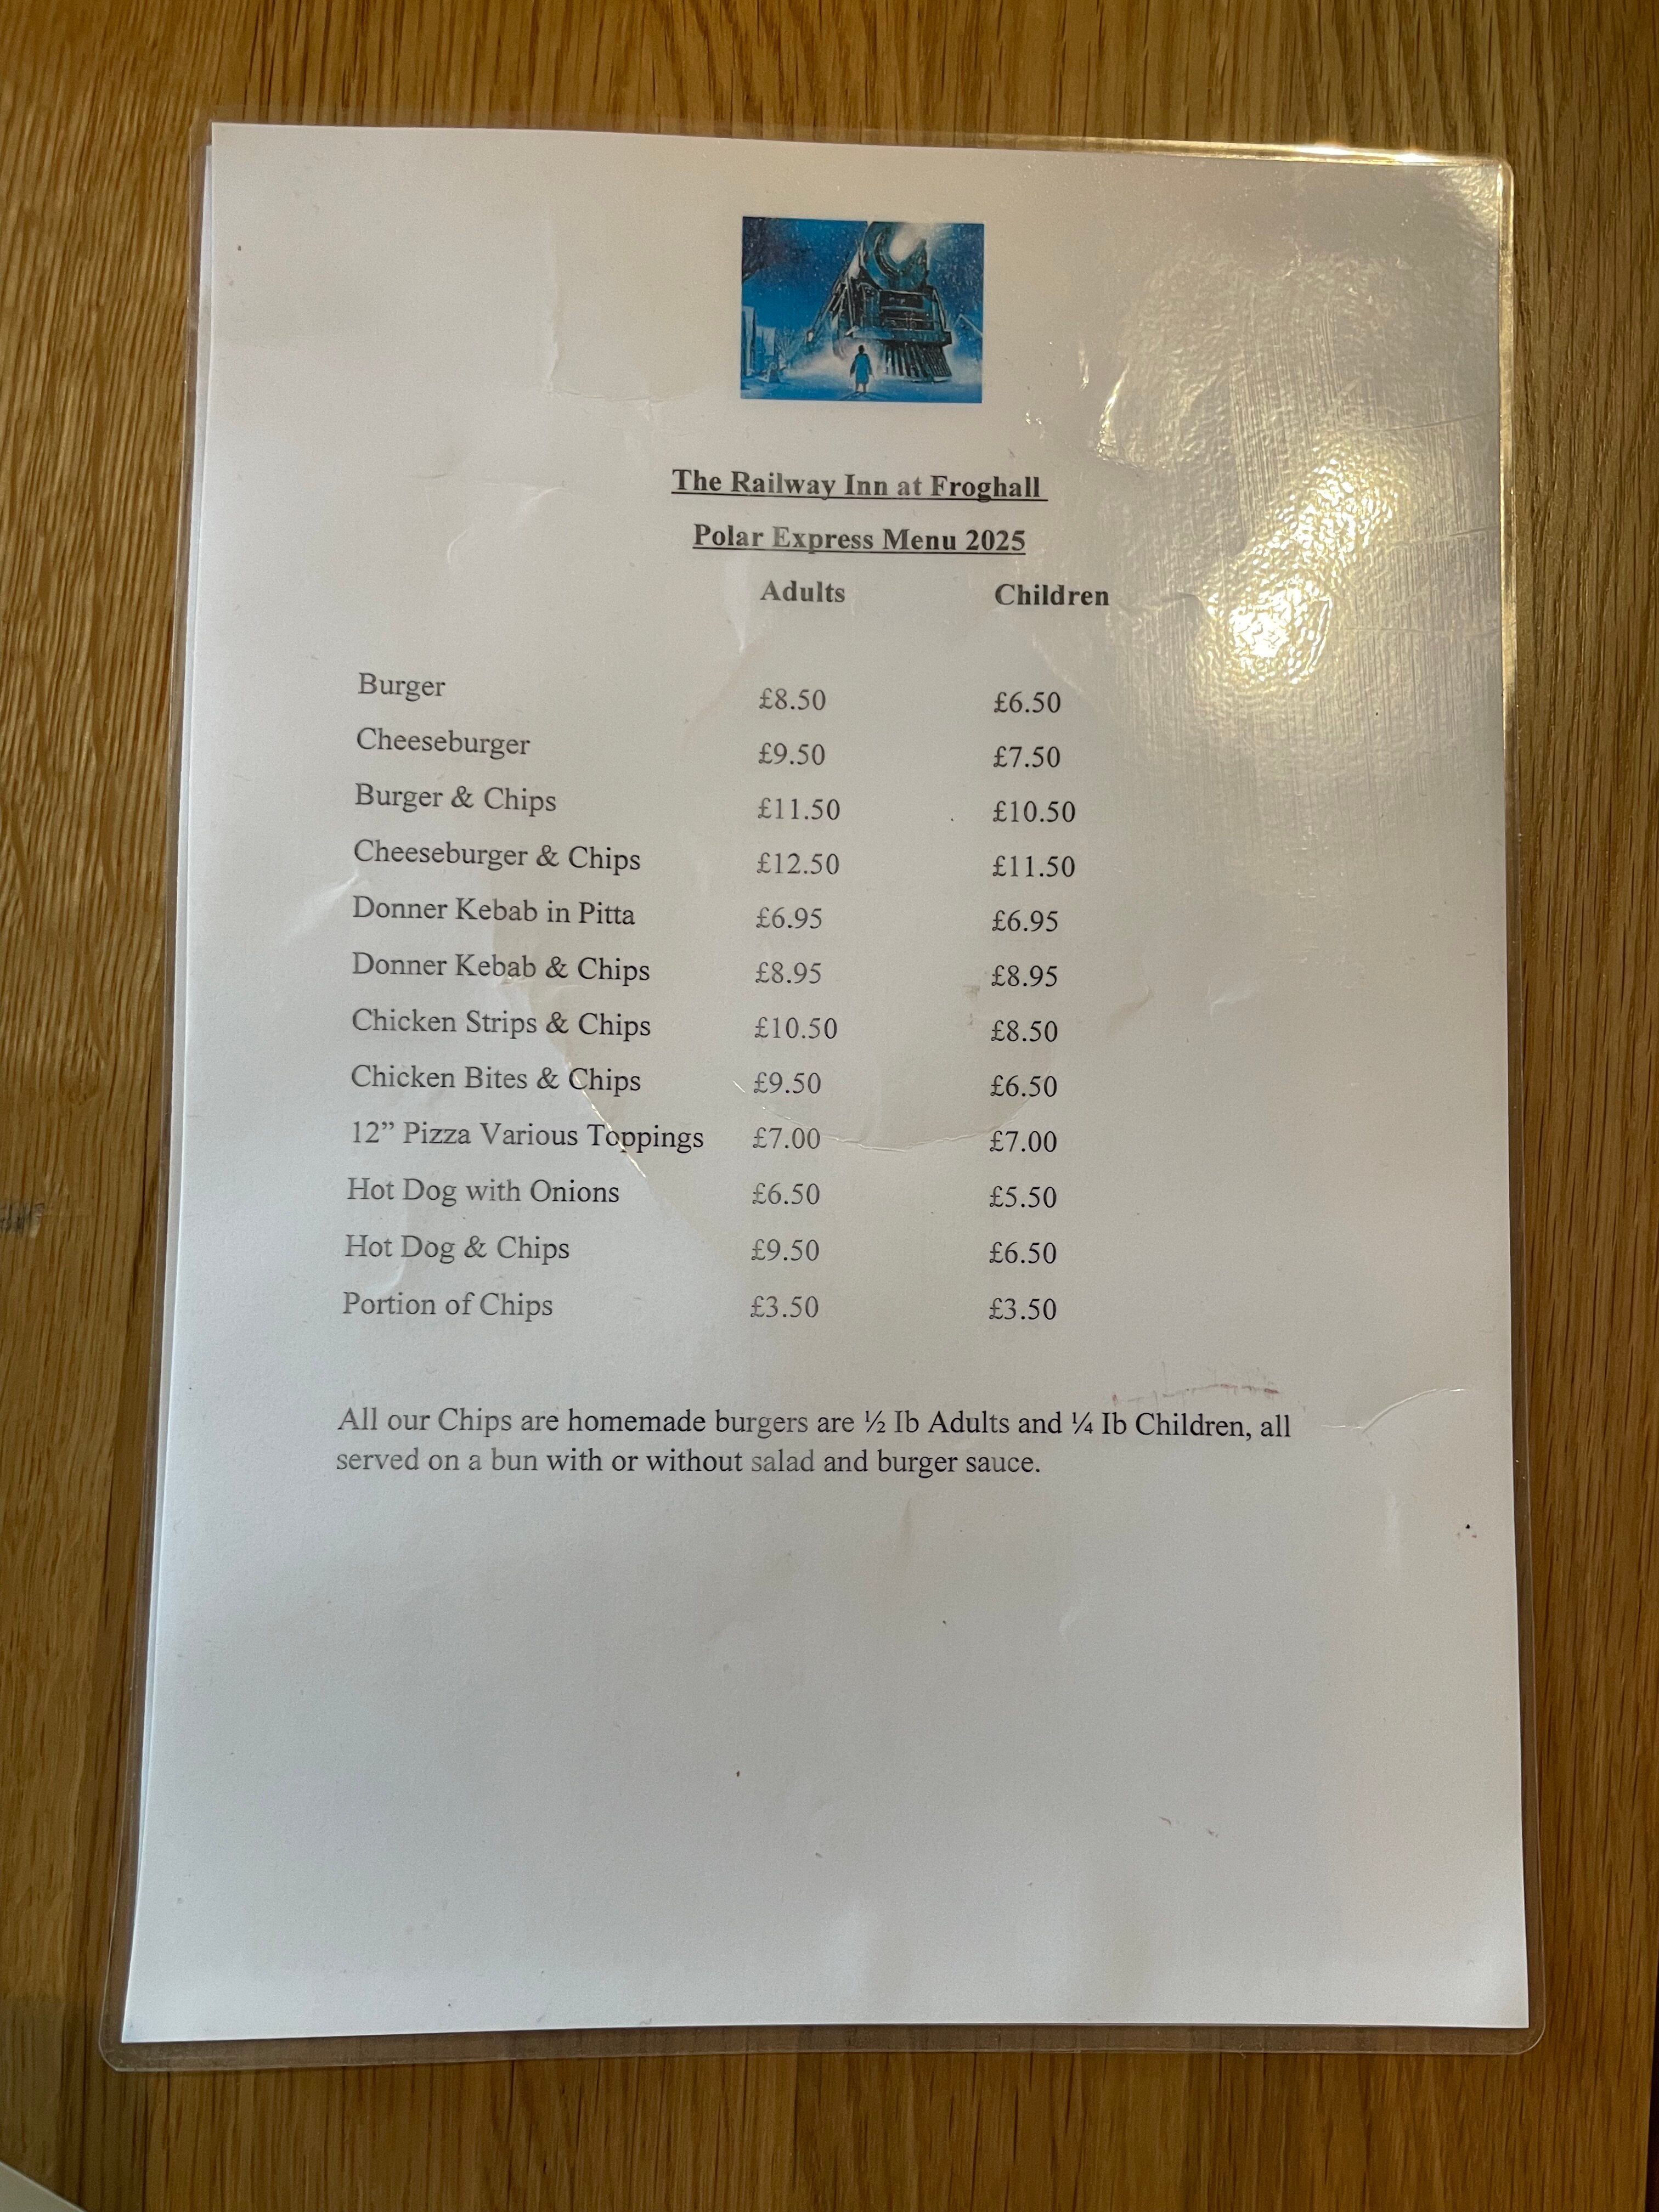 The Railway Inn at Froghall
Polar Express Menu 2025
Adults Children
Burger £8.50 £6.50
Cheeseburger £9.50 £7.50
Burger & Chips £11.50 £10.50
Cheeseburger & Chips £12.50 £11.50
Donner Kebab in Pitta £6.95 £6.95
Donner Kebab & Chips £8.95 £8.95
Chicken Strips & Chips £10.50 £8.50
Chicken Bites & Chips £9.50 £6.50
12” Pizza Various Toppings £7.00 £7.00
Hot Dog with Onions £6.50 £5.50
Hot Dog & Chips £9.50 £6.50
Portion of Chips £3.50 £3.50
All our Chips are homemade burgers are ½ Ib Adults and ¼ Ib Children, all
served on a bun with or without salad and burger sauce.